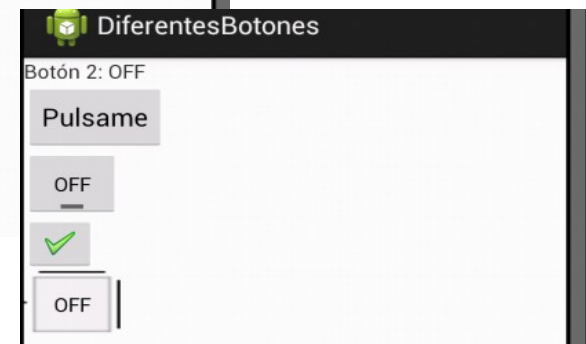 DiferentesBotones
Botón 2: OFF
Pulsame
OFF
OFF